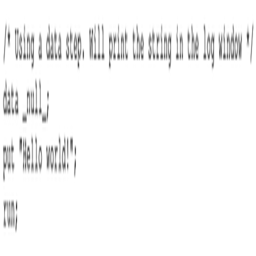 /* Using a data step. Will print the string in the log window */
data _null_;
put "Hello world!";
run;